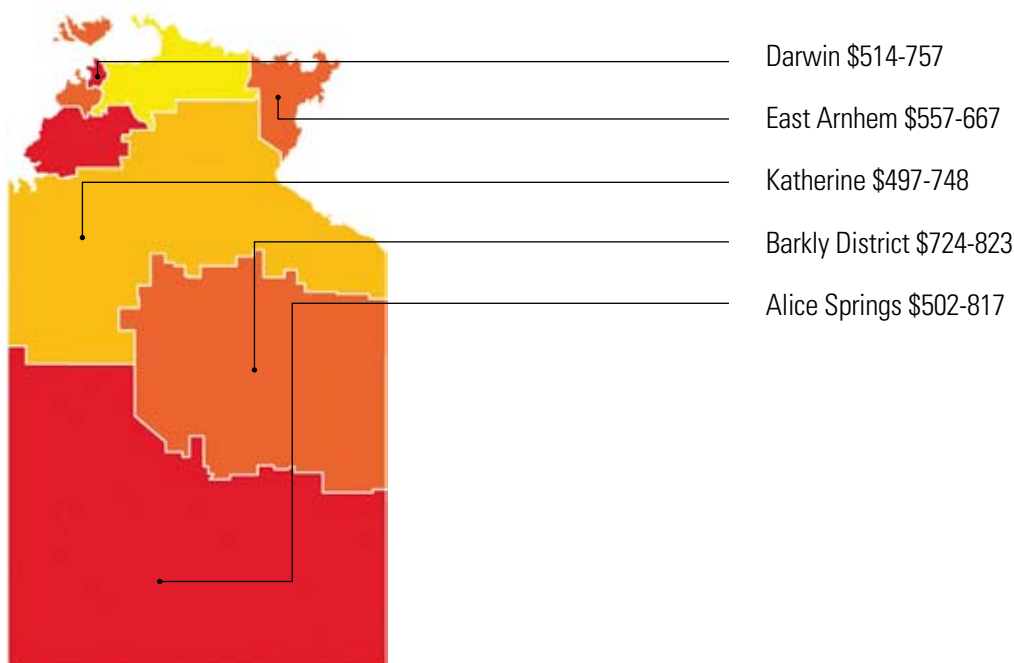 Darwin $514-757
East Arnhem $557-667
Katherine $497-748
Barkly District $724-823
Alice Springs $502-817